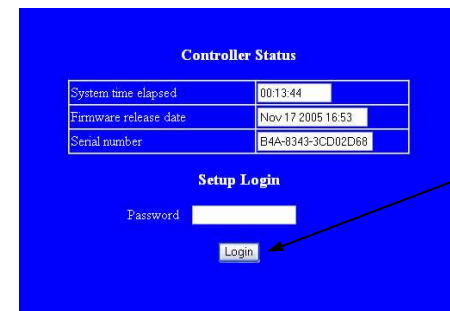 Controller Status
System time elapsed 00:13:44
Firmware release date Nov 17 2005 16:53
Serial number B4A-8343-3CD02D68
Setup Login
Password
Login